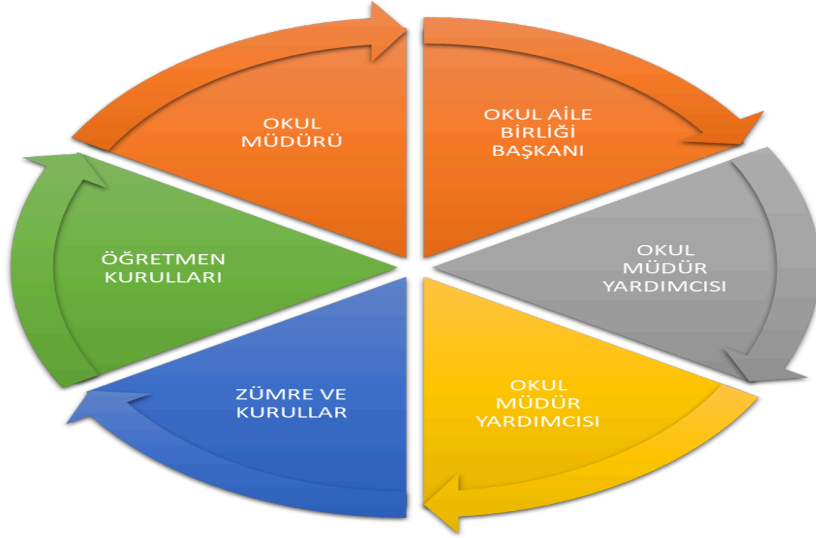 OKUL
MÜDÜRÜ
OKUL AİLE
BİRLİĞİ
BAŞKANI
OKUL
MÜDÜR
YARDIMCISI
OKUL
MÜDÜR
YARDIMCISI
ZÜMRE VE
KURULLAR
ÖĞRETMEN
KURULLARI